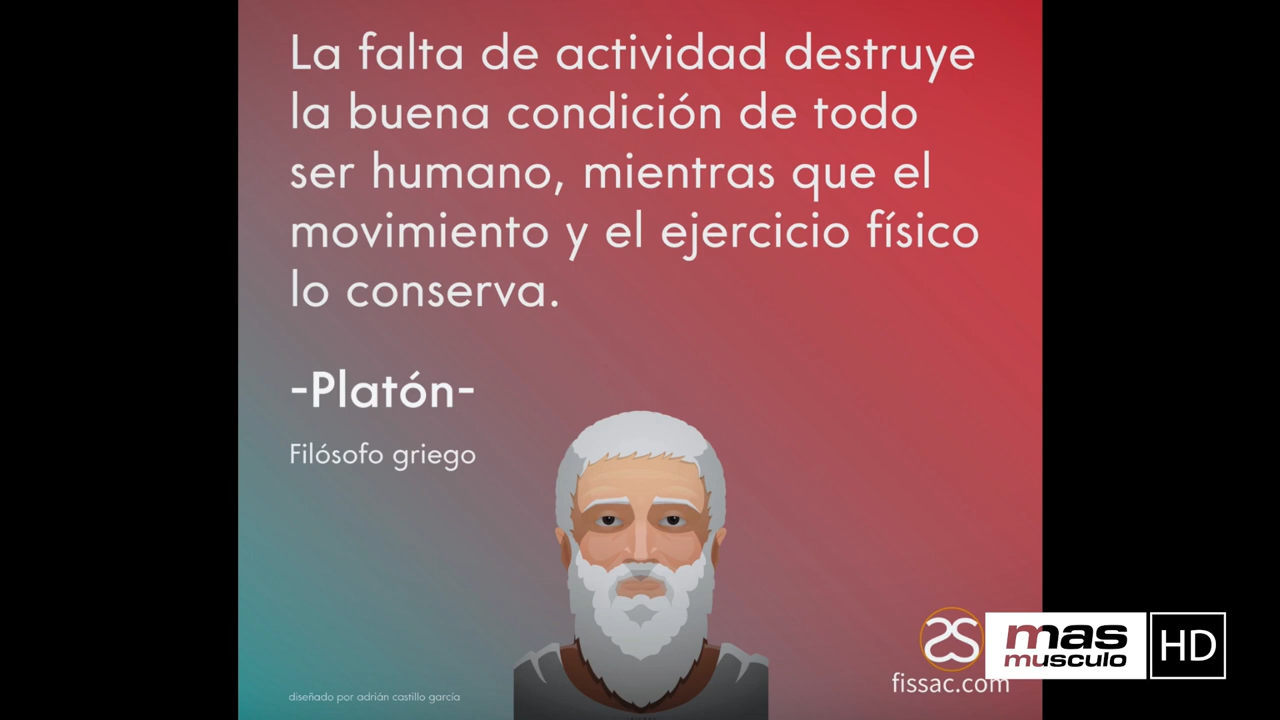 La falta de actividad destruye
la buena condición de todo
ser humano, mientras que el
movimiento y el ejercicio físico
lo conserva.
-Platón-
Filósofo griego
mas
musculo
HD
fissac.com
diseñado por adrián castillo garcía